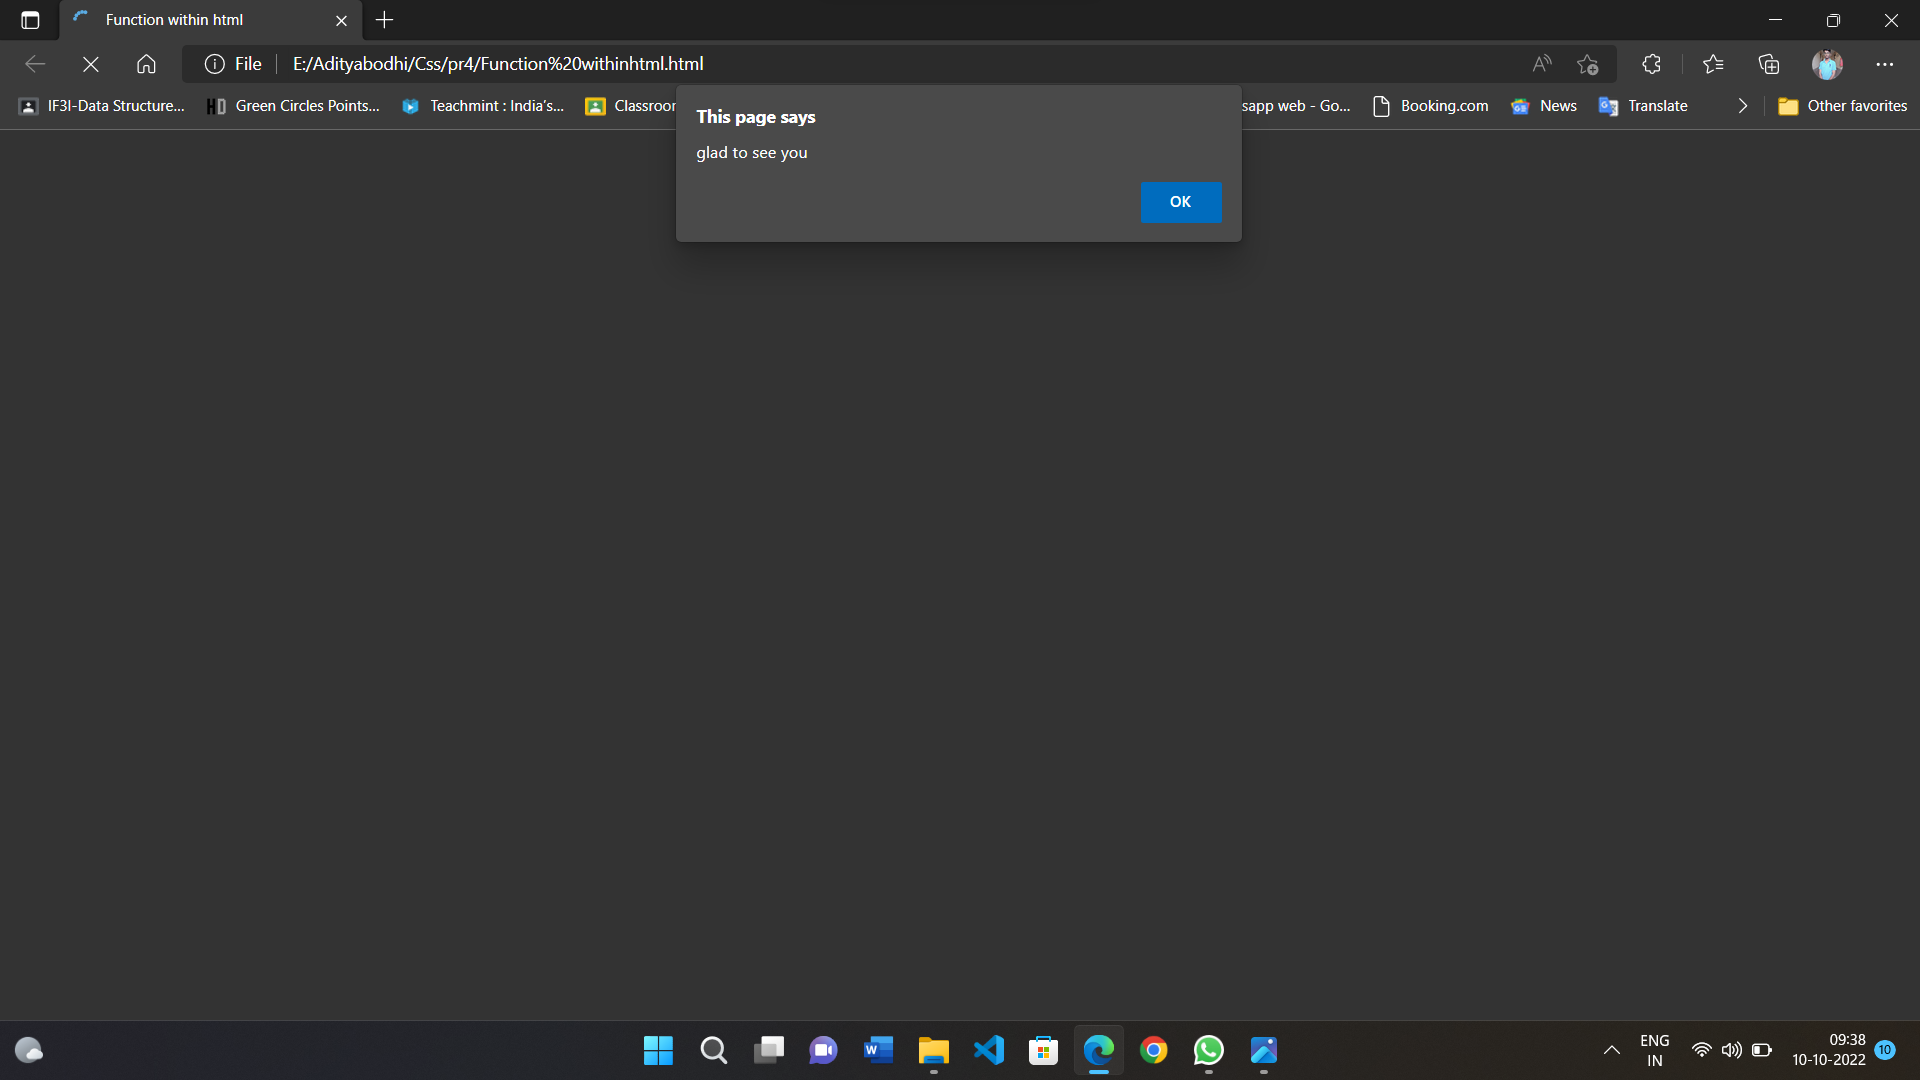 Function within html
File
E:/Adityabodhi/Css/pr4/Function%20withinhtml.html
IF3I-Data Structure...
HD
Green Circles Points...
Teachmint : India's...
Classroor
sapp web - Go...
Booking.com
News
Translate
Other favorites
This page says
glad to see you
OK
W
ENG
IN
09:38
10-10-2022
10